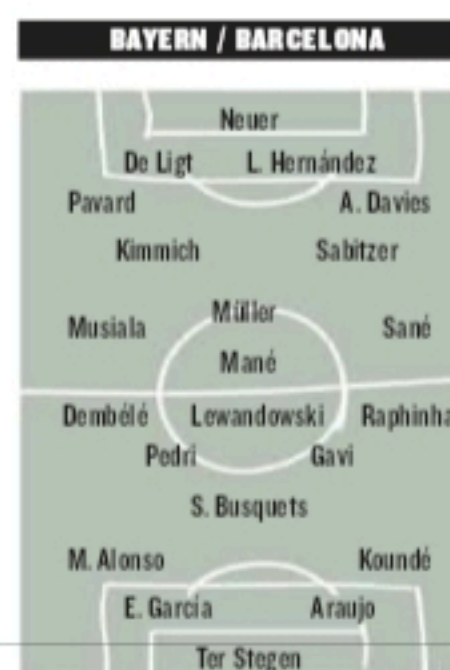 BAYERN / BARCELONA
Neuer
De Ligt L. Hernández
Pavard A. Davies
Kimmich Sabitzer
Müller
Musiala Sané
Mané
Dembélé Lewandowski Raphinha
Pedri Gavi
S. Busquets
M. Alonso Koundé
E. García Araujo
Ter Stegen